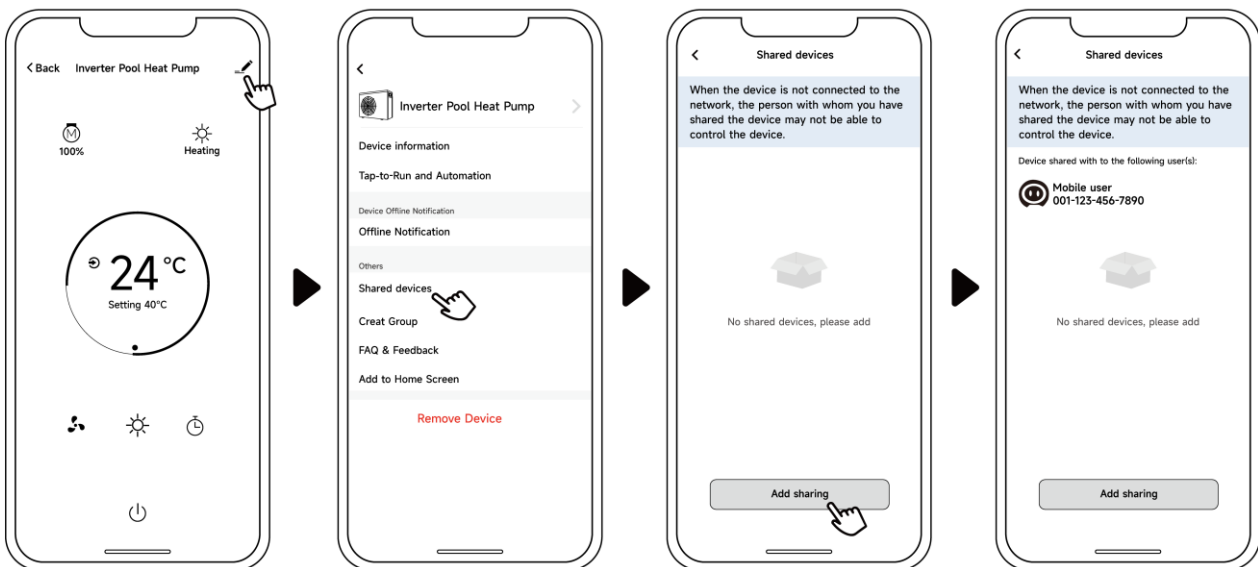 Back Inverter Pool Heat Pump
M
100%
Heating
24 °C
Setting 40°C
Inverter Pool Heat Pump
Device information
Tap-to-Run and Automation
Device Offline Notification
Offline Notification
Others
Shared devices
Creat Group
FAQ & Feedback
Add to Home Screen
Remove Device
Shared devices
When the device is not connected to the
network, the person with whom you have
shared the device may not be able to
control the device.
No shared devices, please add
Add sharing
Shared devices
When the device is not connected to the
network, the person with whom you have
shared the device may not be able to
control the device.
Device shared with to the following user(s):
Mobile user
001-123-456-7890
No shared devices, please add
Add sharing